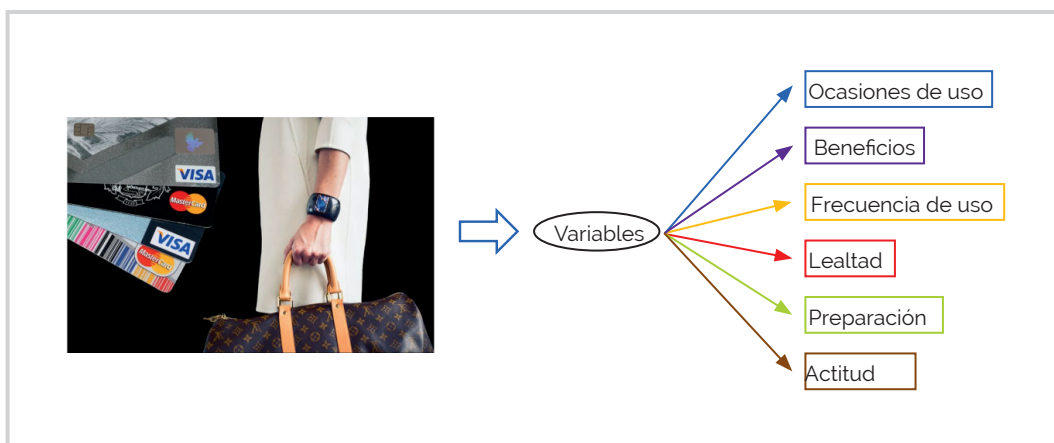 VISA
MasterCard
VISA
MasterCard
Variables
Ocasiones de uso
Beneficios
Frecuencia de uso
Lealtad
Preparación
Actitud